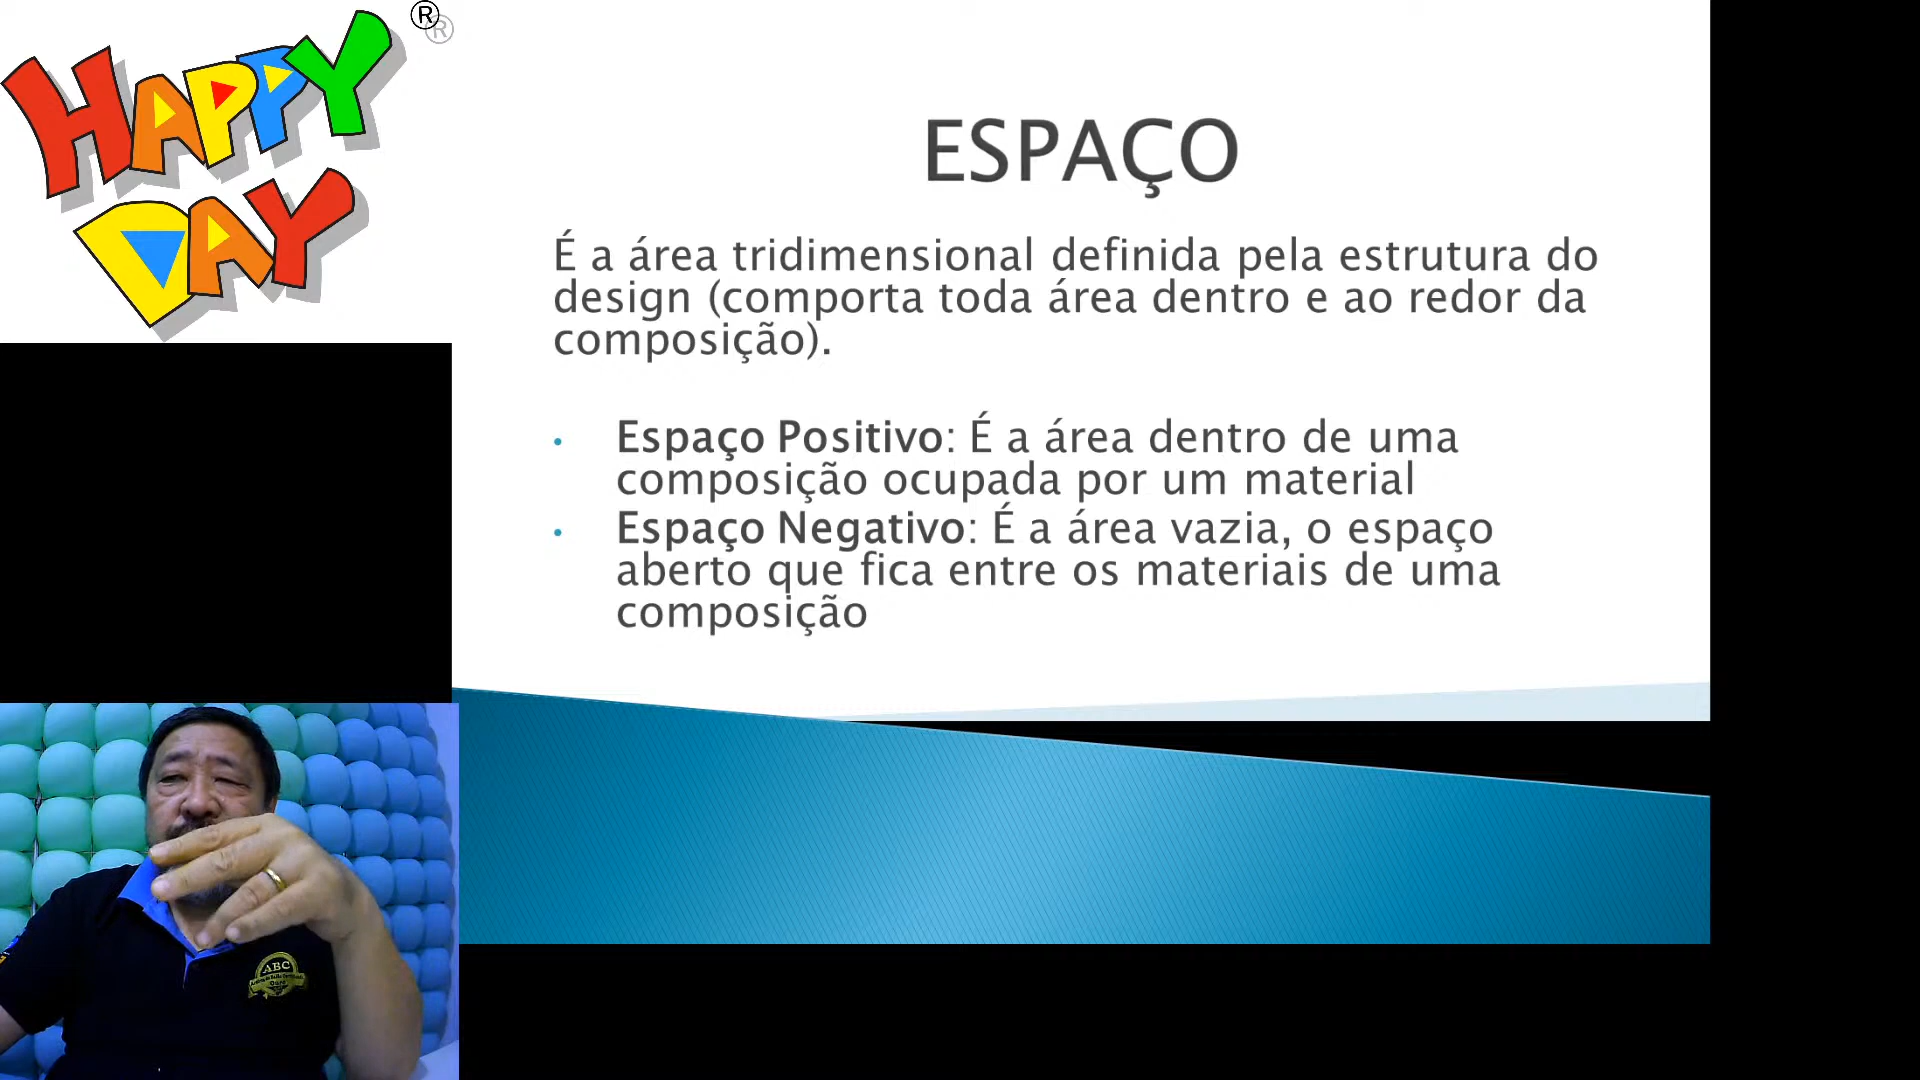 HAPPY
DAY
®
ESPAÇO
É a área tridimensional definida pela estrutura do
design (comporta toda área dentro e ao redor da
composição).
• Espaço Positivo: É a área dentro de uma
composição ocupada por um material
• Espaço Negativo: É a área vazia, o espaço
aberto que fica entre os materiais de uma
composição
ABC